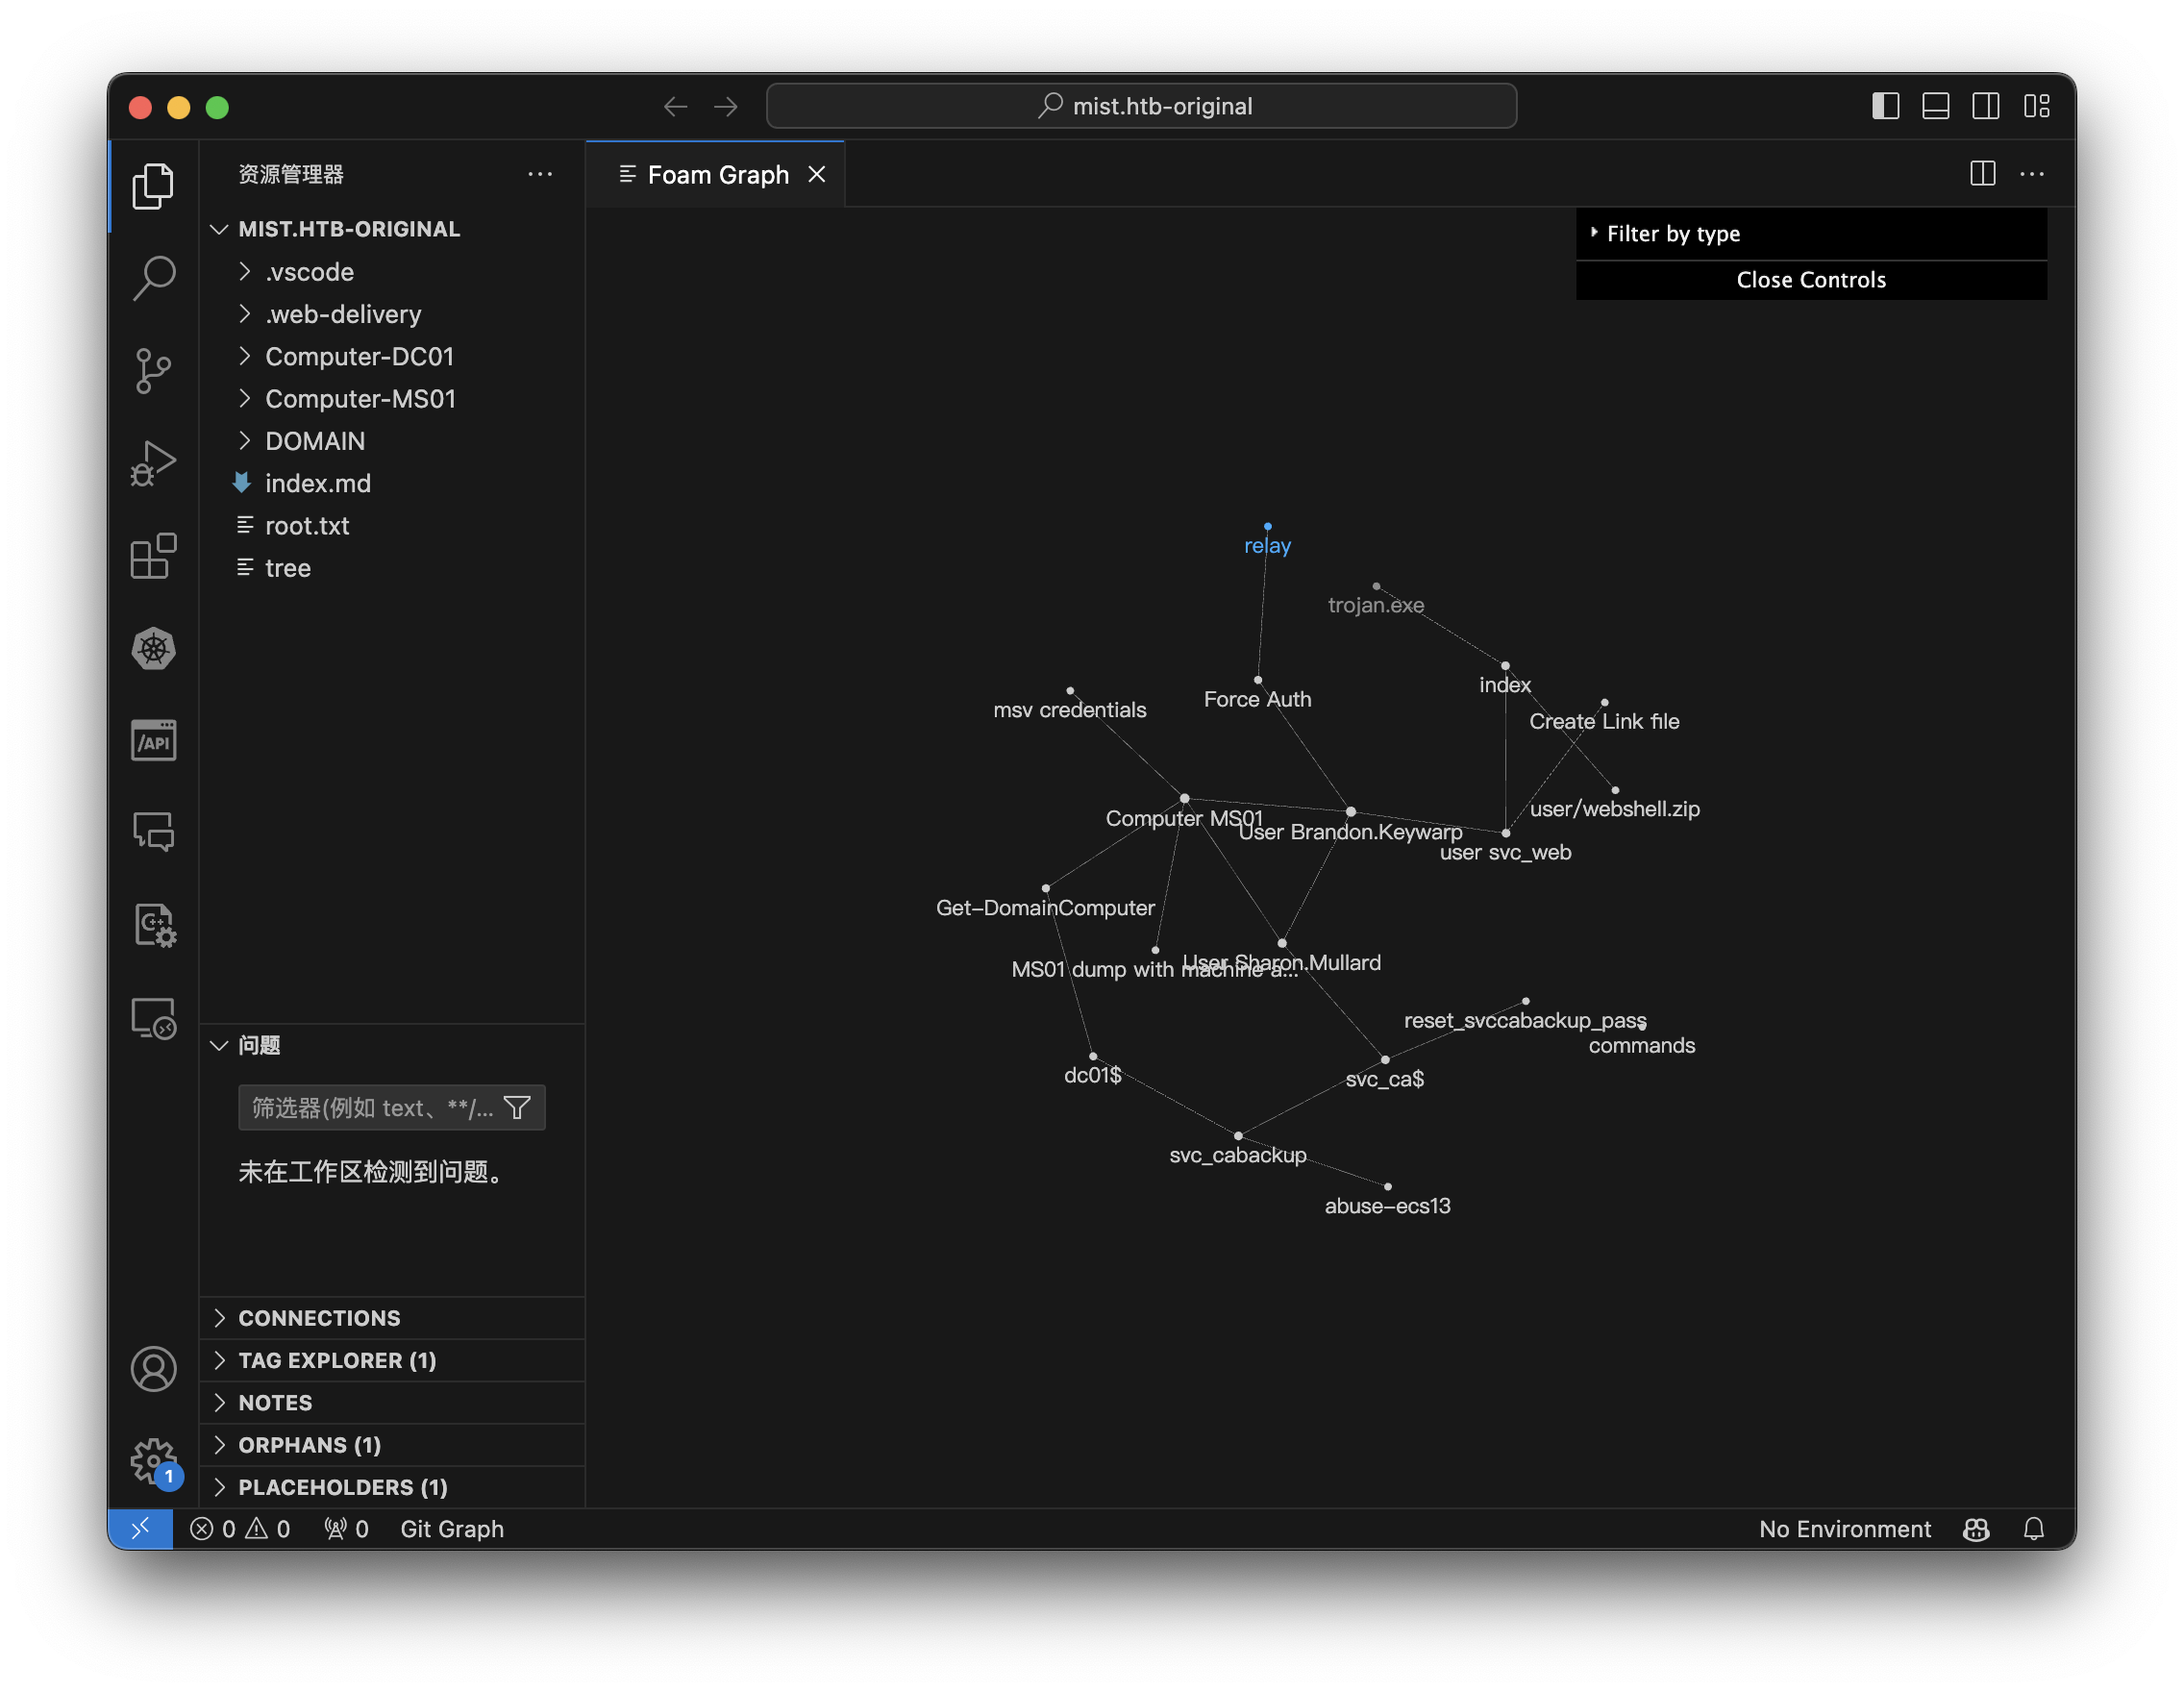 mist.htb-original
资源管理器
Foam Graph
MIST.HTB-ORIGINAL
.vscode
.web-delivery
Computer-DC01
Computer-MS01
DOMAIN
index.md
root.txt
tree
Filter by type
Close Controls
relay
trojan.exe
index
Force Auth
msv credentials
Create Link file
user/webshell.zip
Computer MS01
User Brandon.Keywarp
user svc_web
Get-DomainComputer
User Sharon.Mullard
MS01 dump with machine a...
reset_svccabackup_pass
commands
dc01$
svc_ca$
svc_cabackup
abuse-ecs13
/API
C++
问题
筛选器(例如 text、**/...
未在工作区检测到问题。
CONNECTIONS
TAG EXPLORER (1)
NOTES
ORPHANS (1)
PLACEHOLDERS (1)
1
0 0 0 Git Graph
No Environment